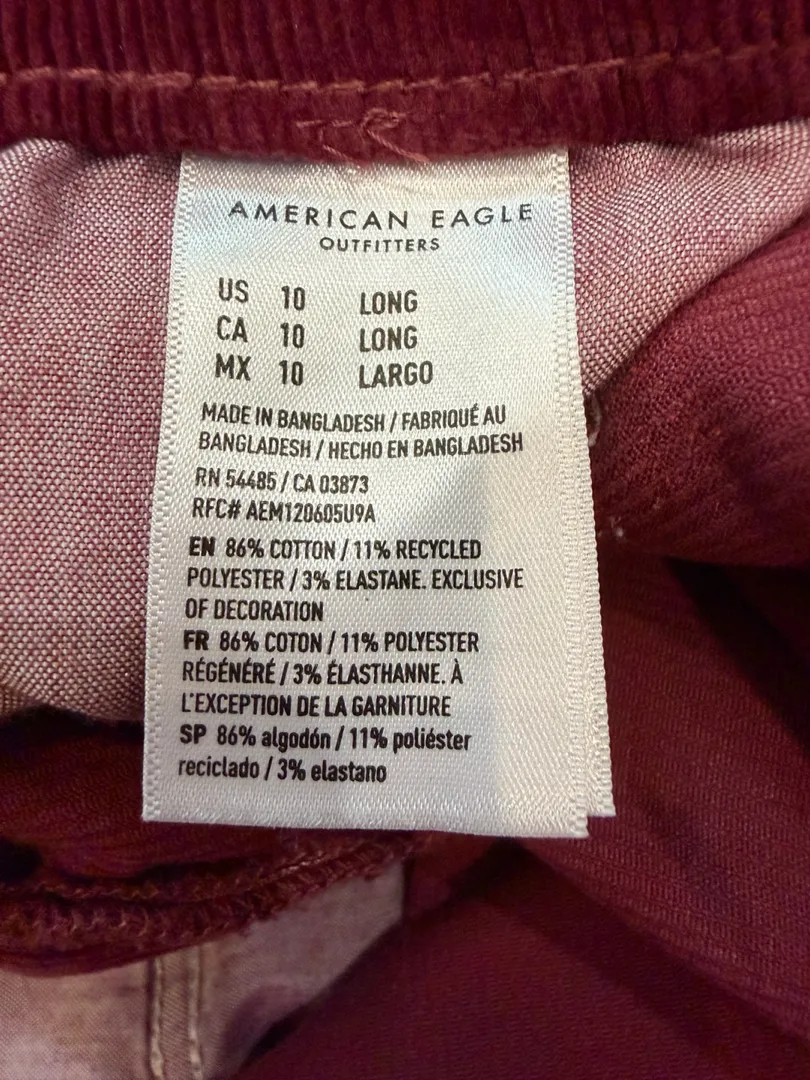 AMERICAN EAGLE
OUTFITTERS
US 10 LONG
CA 10 LONG
MX 10 LARGO
MADE IN BANGLADESH / FABRIQUÉ AU
BANGLADESH / HECHO EN BANGLADESH
RN 54485 / CA 03873
RFC# AEM120605U9A
EN 86% COTTON / 11% RECYCLED
POLYESTER / 3% ELASTANE. EXCLUSIVE
OF DECORATION
FR 86% COTON / 11% POLYESTER
RÉGÉNÉRÉ / 3% ÉLASTHANNE. À
L'EXCEPTION DE LA GARNITURE
SP 86% algodón / 11% poliéster
reciclado / 3% elastano